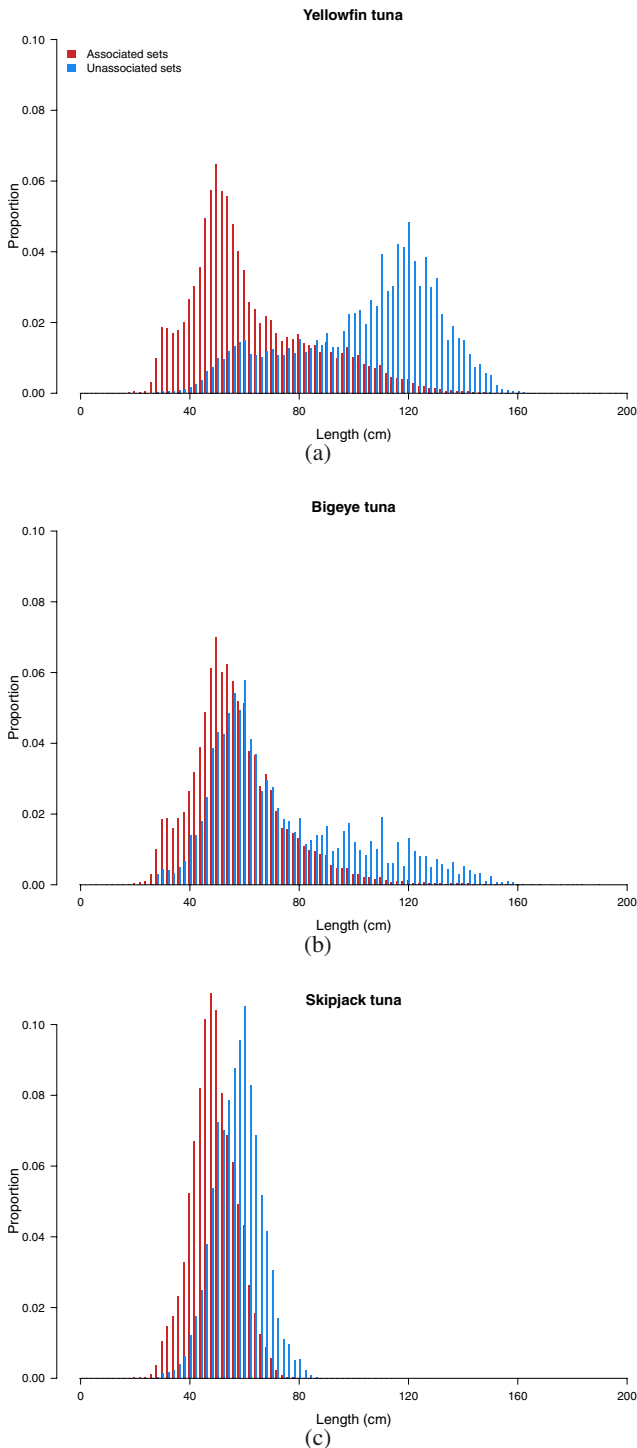 Yellowfin tuna
0.10
Associated sets
Unassociated sets
0.08
0.06
Proportion
0.04
0.02
0.00
0 40 80 120 160 200
Length (cm)
(a)
Bigeye tuna
0.10
0.08
0.06
Proportion
0.04
0.02
0.00
0 40 80 120 160 200
Length (cm)
(b)
Skipjack tuna
0.10
0.08
0.06
Proportion
0.04
0.02
0.00
0 40 80 120 160 200
Length (cm)
(c)